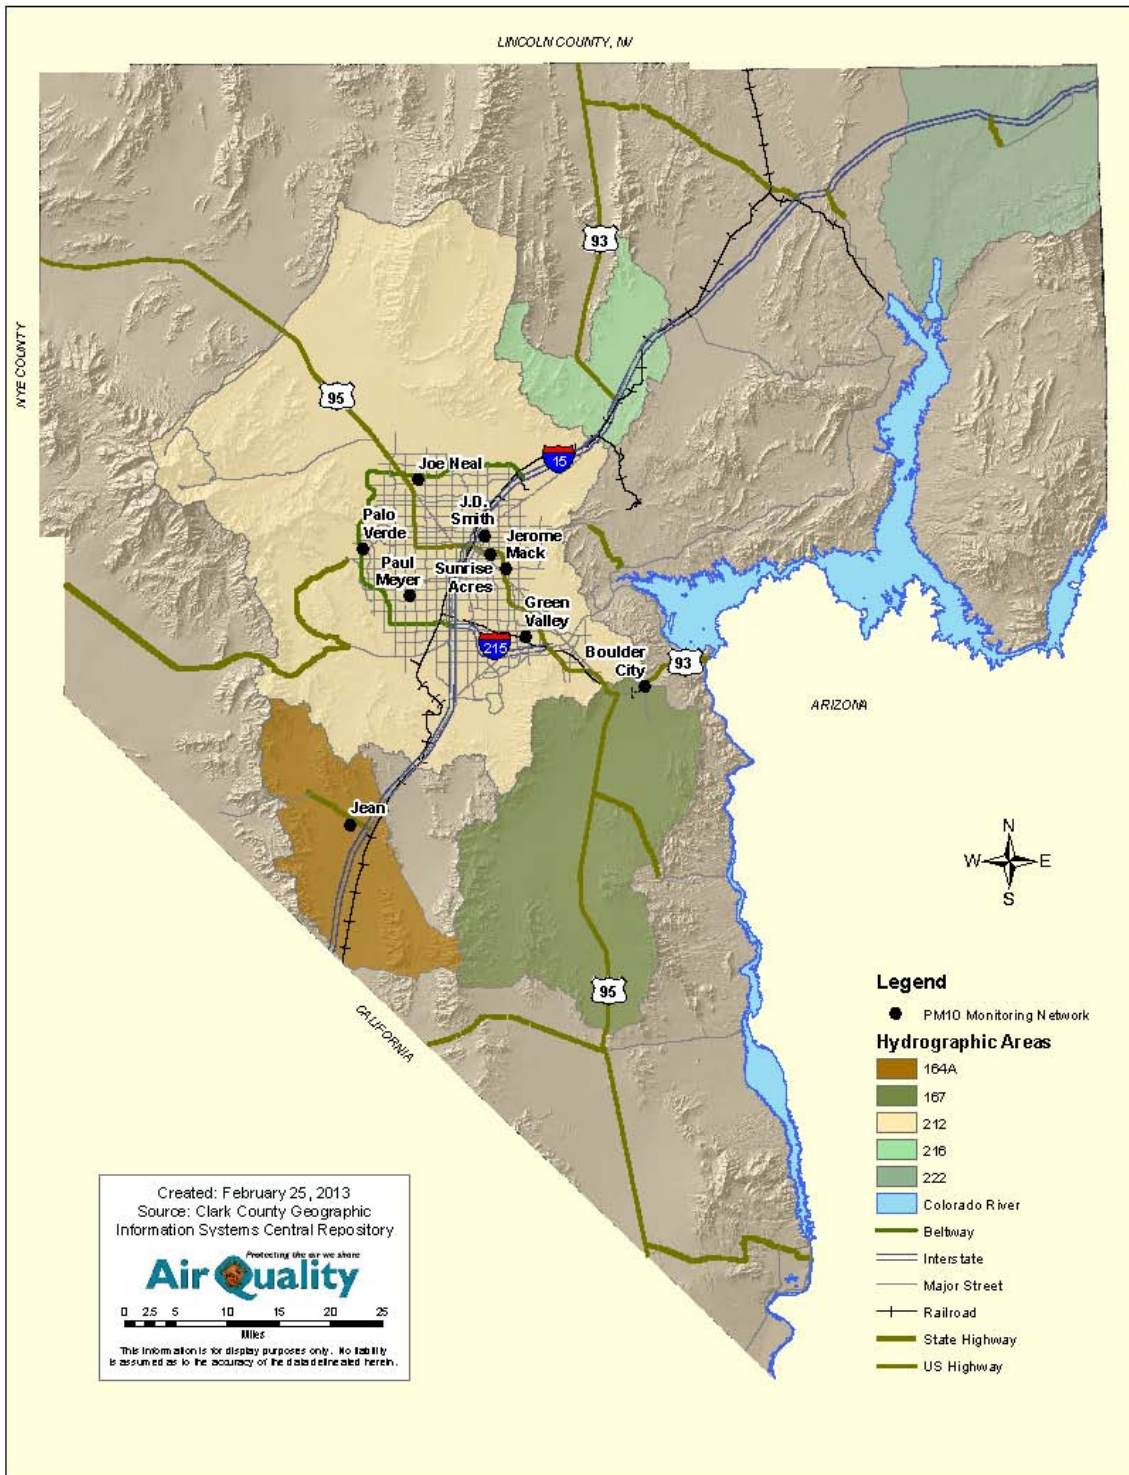 LINCOLN COUNTY, NV
NYE COUNTY
93
95
15
Joe Neal
J.D.
Smith
Palo
Verde
Jerome
Mack
Paul
Meyer
Sunrise
Acres
Green
Valley
215
Boulder
City
93
ARIZONA
Jean
N
W
E
S
95
CALIFORNIA
Legend
PM10 Monitoring Network
Hydrographic Areas
164A
167
212
216
222
Colorado River
Beltway
Interstate
Major Street
Railroad
State Highway
US Highway
Created: February 25, 2013
Source: Clark County Geographic
Information Systems Central Repository
Protecting the air we share
Air Quality
0 2.5 5 10 15 20 25
Miles
This information is for display purposes only. No liability
is assumed as to the accuracy of the data delineated herein.